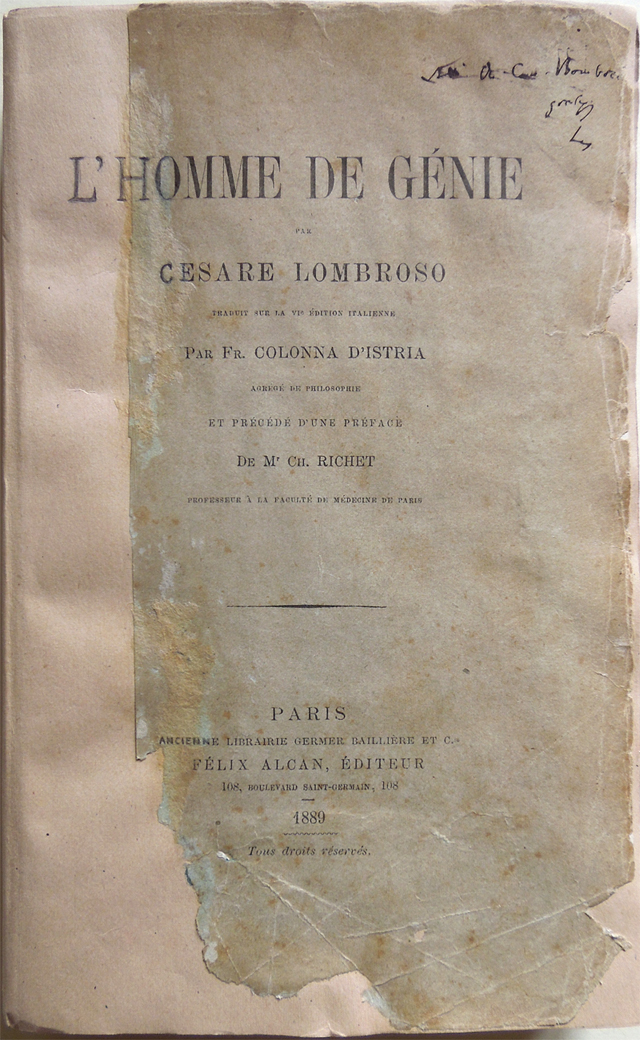 L'HOMME DE GÉNIE
PAR
CESARE LOMBROSO
TRADUIT SUR LA VIe ÉDITION ITALIENNE
PAR FR. COLONNA D'ISTRIA
AGRÉGÉ DE PHILOSOPHIE
ET PRÉCÉDÉ D'UNE PRÉFACE
DE Mr CH. RICHET
PROFESSEUR À LA FACULTÉ DE MÉDECINE DE PARIS
PARIS
ANCIENNE LIBRAIRIE GERMER BAILLIÈRE ET C.ie
FÉLIX ALCAN, ÉDITEUR
108, BOULEVARD SAINT-GERMAIN, 108
1889
Tous droits réservés.